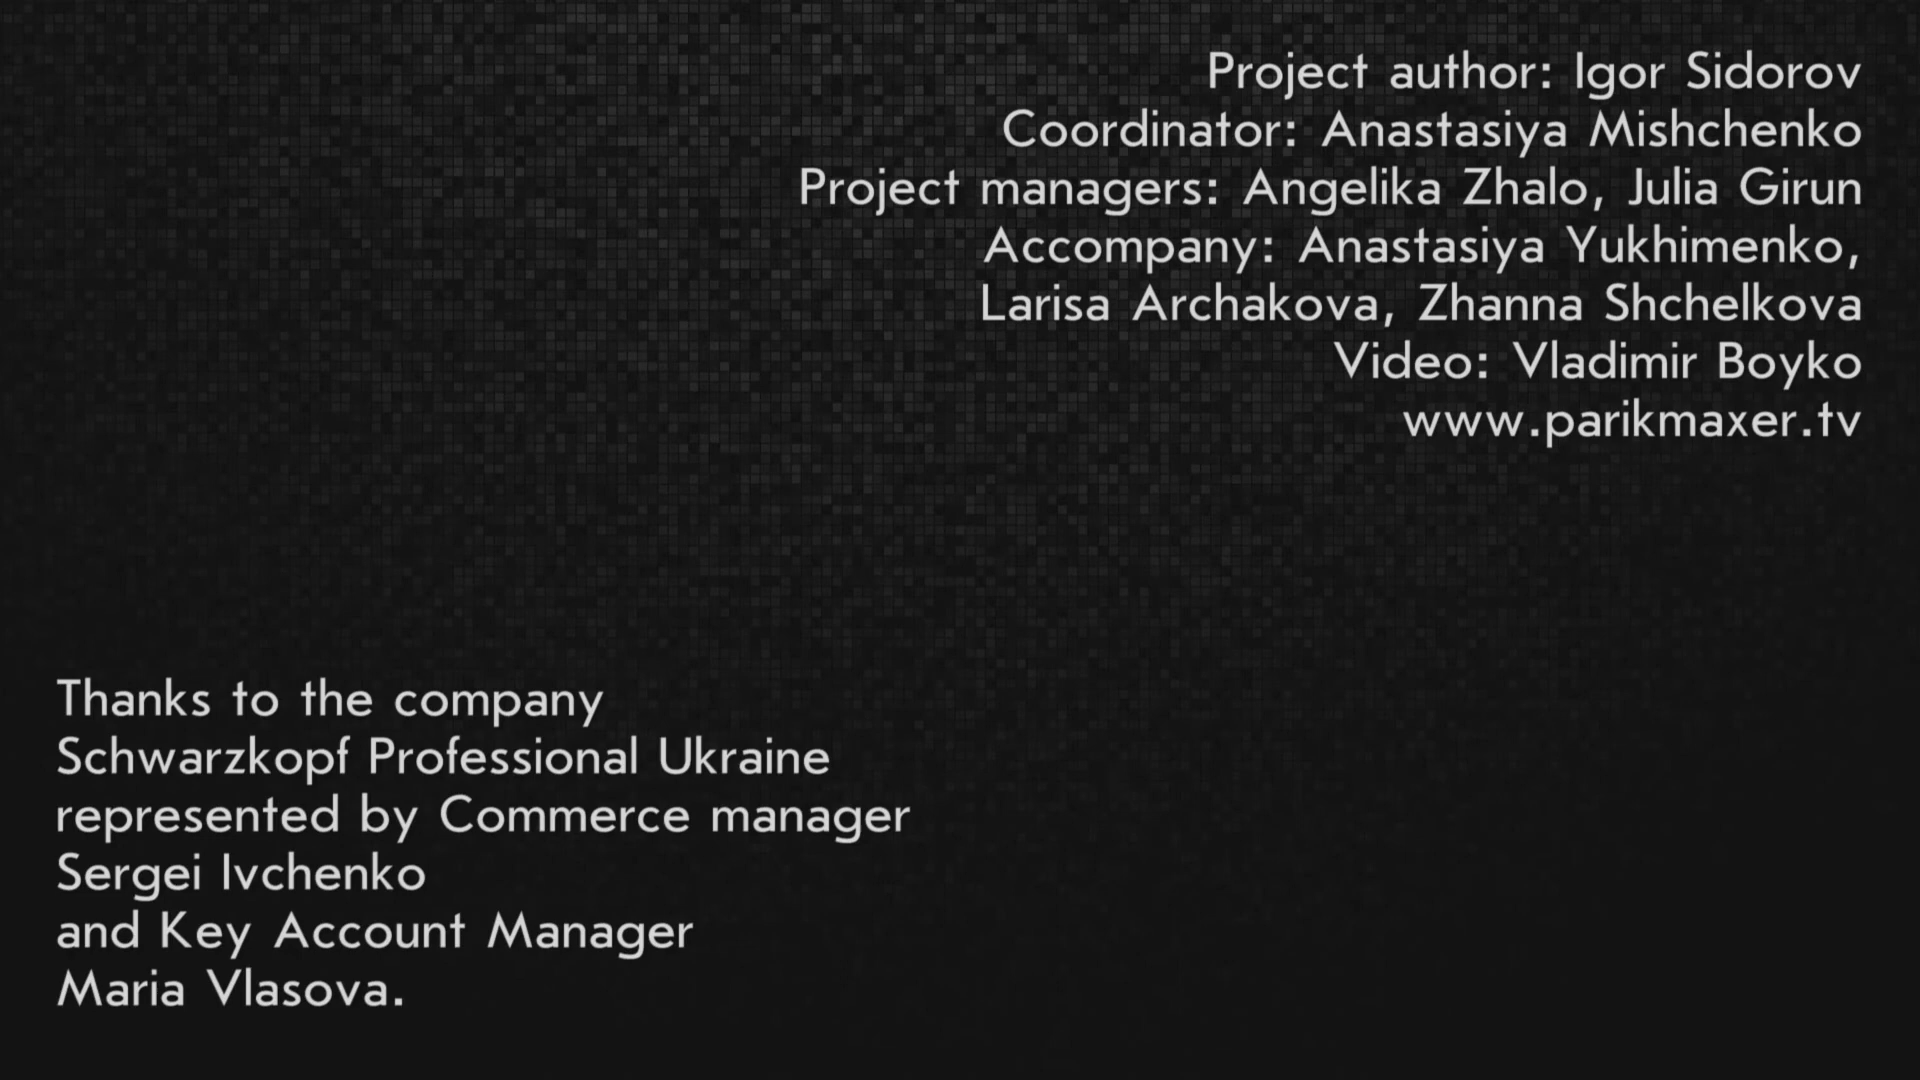 Project author: Igor Sidorov
Coordinator: Anastasiya Mishchenko
Project managers: Angelika Zhalo, Julia Girun
Accompany: Anastasiya Yukhimenko,
Larisa Archakova, Zhanna Shchelkova
Video: Vladimir Boyko
www.parikmaxer.tv
Thanks to the company
Schwarzkopf Professional Ukraine
represented by Commerce manager
Sergei Ivchenko
and Key Account Manager
Maria Vlasova.